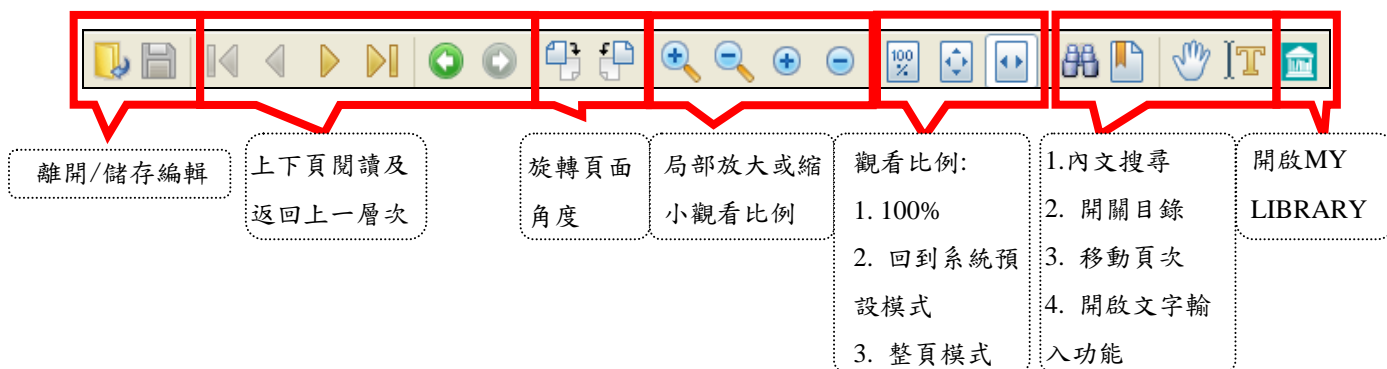 100
%
T
離開/儲存編輯
上下頁閱讀及
返回上一層次
旋轉頁面
角度
局部放大或縮
小觀看比例
觀看比例:
1. 100%
2. 回到系統預
設模式
3. 整頁模式
1.內文搜尋
2. 開關目錄
3. 移動頁次
4. 開啟文字輸
入功能
開啟MY
LIBRARY